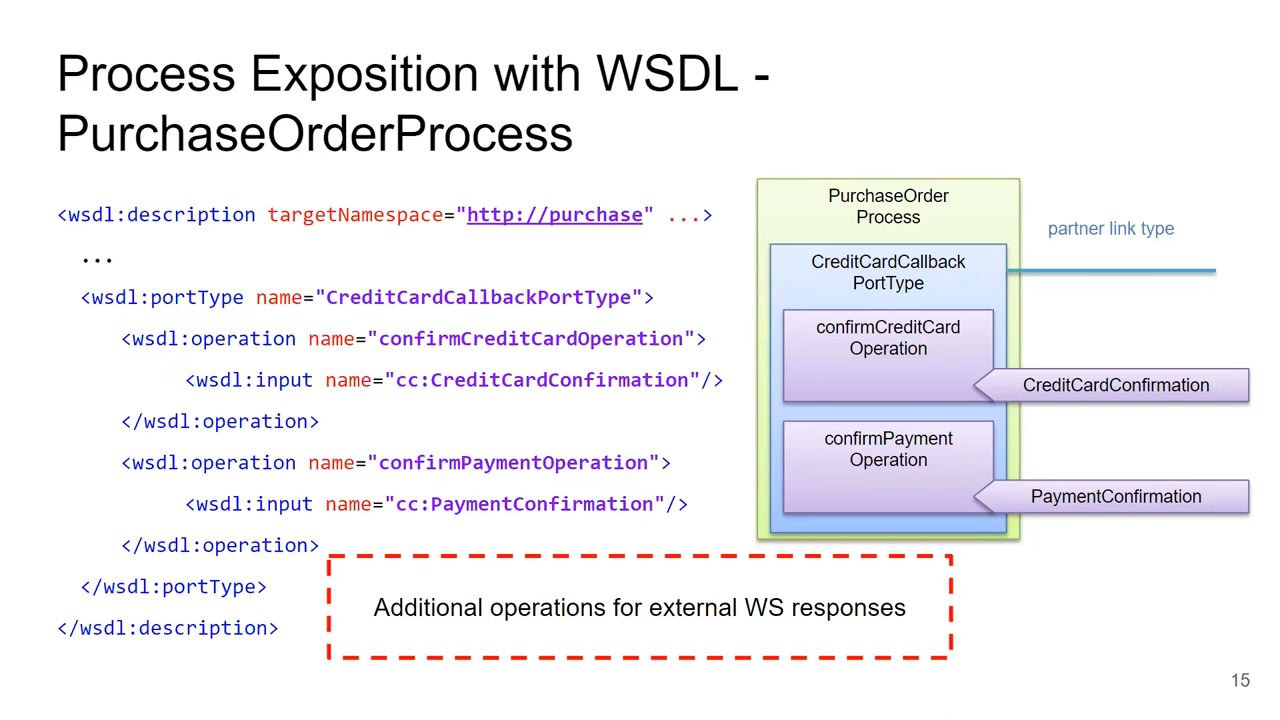 Process Exposition with WSDL -
PurchaseOrderProcess
<wsdl:description targetNamespace="http://purchase" ...>
...
<wsdl:portType name="CreditCardCallbackPortType">
<wsdl:operation name="confirmCreditCardOperation">
<wsdl:input name="cc:CreditCardConfirmation"/>
</wsdl:operation>
<wsdl:operation name="confirmPaymentOperation">
<wsdl:input name="cc:PaymentConfirmation"/>
</wsdl:operation>
</wsdl:portType>
</wsdl:description>
PurchaseOrder
Process
CreditCardCallback
PortType
confirmCreditCard
Operation
CreditCardConfirmation
confirmPayment
Operation
PaymentConfirmation
partner link type
Additional operations for external WS responses
15